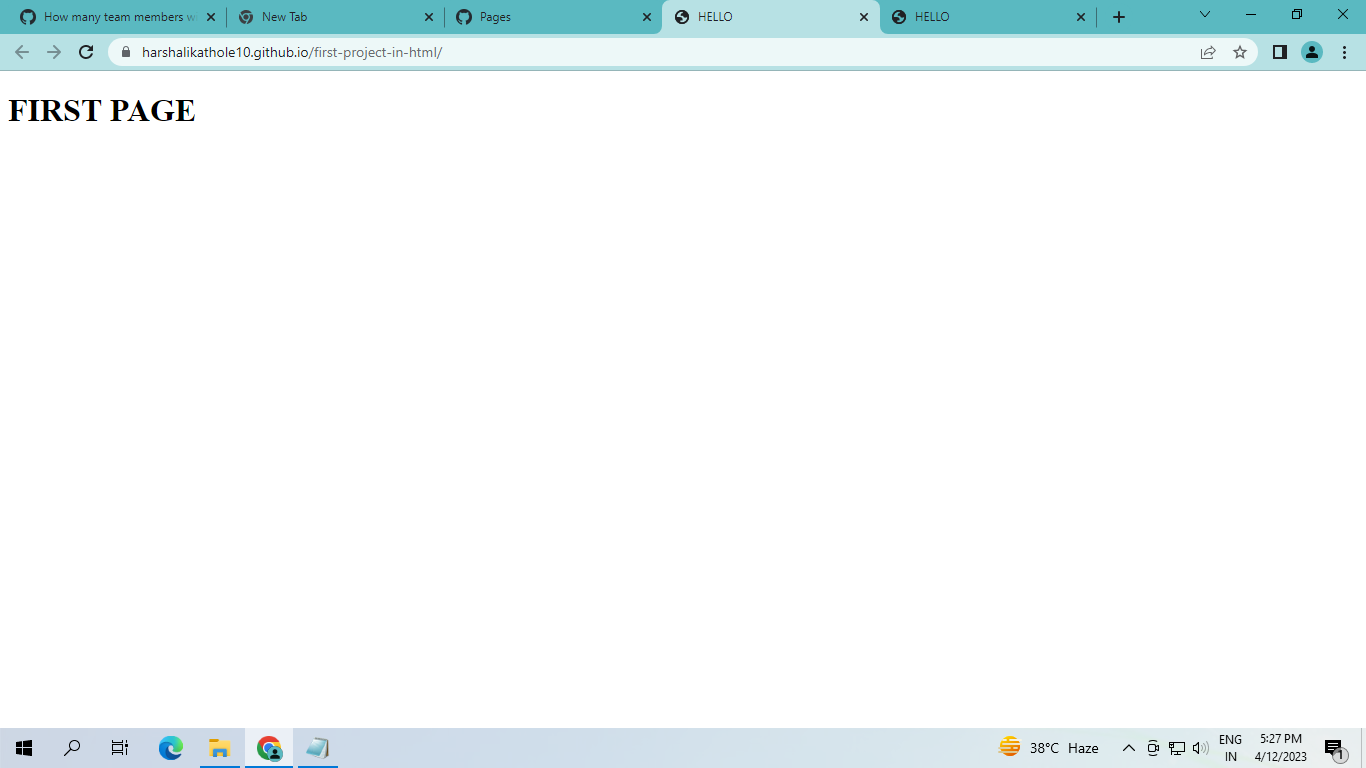 How many team members w
New Tab
Pages
HELLO
HELLO
harshalikathole10.github.io/first-project-in-html/
FIRST PAGE
38°C Haze
ENG
IN
5:27 PM
4/12/2023
1